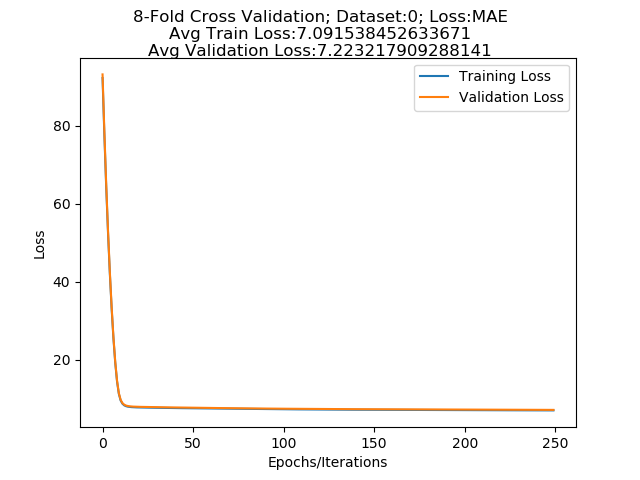 8-Fold Cross Validation; Dataset:0; Loss:MAE
Avg Train Loss:7.091538452633671
Avg Validation Loss:7.223217909288141
Training Loss
Validation Loss
80
60
40
20
Loss
0
50
100
150
200
250
Epochs/Iterations